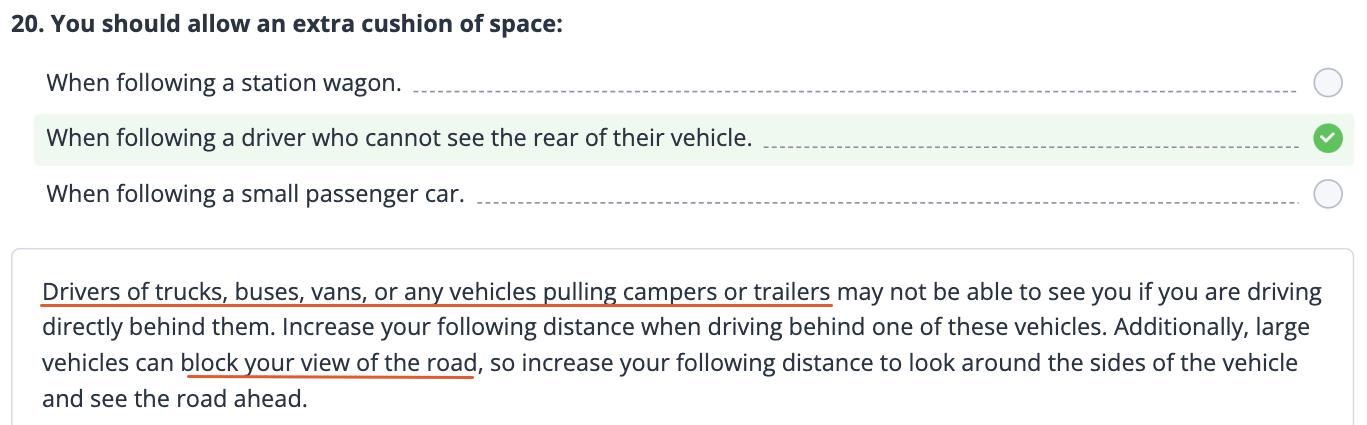 20. You should allow an extra cushion of space:
When following a station wagon.
When following a driver who cannot see the rear of their vehicle.
When following a small passenger car.
Drivers of trucks, buses, vans, or any vehicles pulling campers or trailers may not be able to see you if you are driving
directly behind them. Increase your following distance when driving behind one of these vehicles. Additionally, large
vehicles can block your view of the road, so increase your following distance to look around the sides of the vehicle
and see the road ahead.